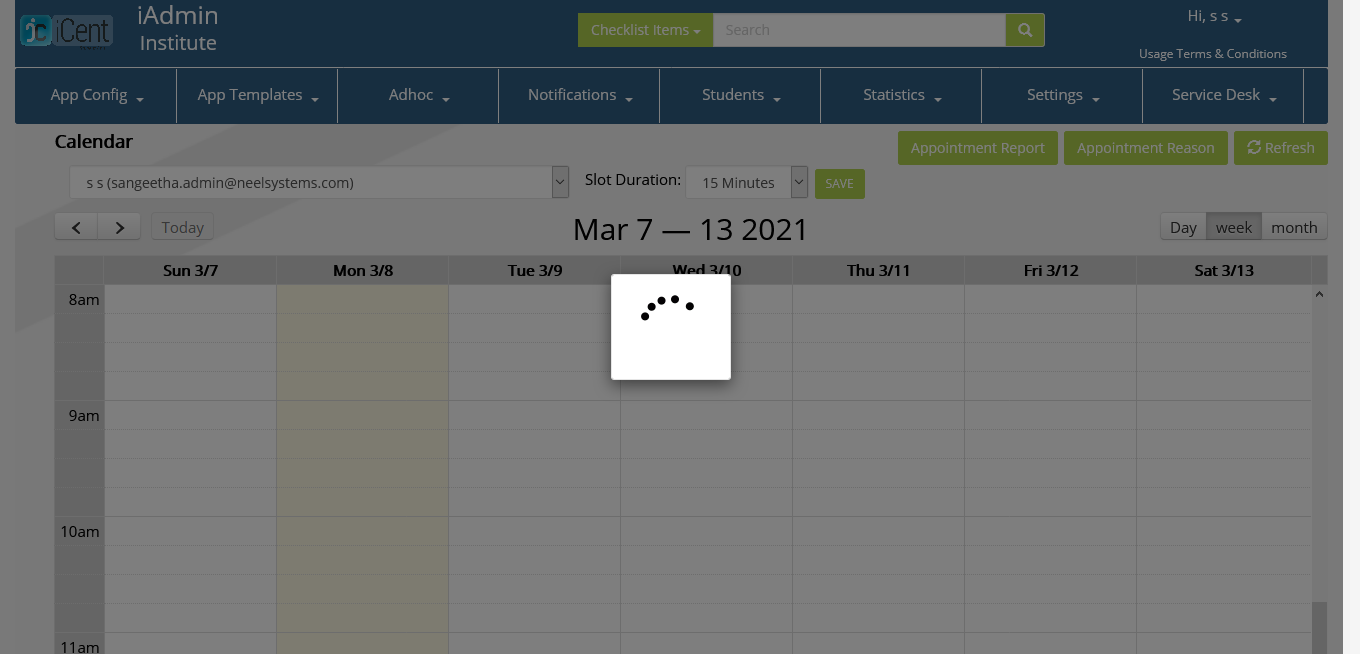 iCent
iAdmin
Institute
Checklist Items
Search
Hi, s s
Usage Terms & Conditions
App Config
App Templates
Adhoc
Notifications
Students
Statistics
Settings
Service Desk
Calendar
Appointment Report
Appointment Reason
Refresh
s s (sangeetha.admin@neelsystems.com)
Slot Duration:
15 Minutes
SAVE
Today
Mar 7 — 13 2021
Day
week
month
Sun 3/7
Mon 3/8
Tue 3/9
Wed 3/10
Thu 3/11
Fri 3/12
Sat 3/13
8am
9am
10am
11am